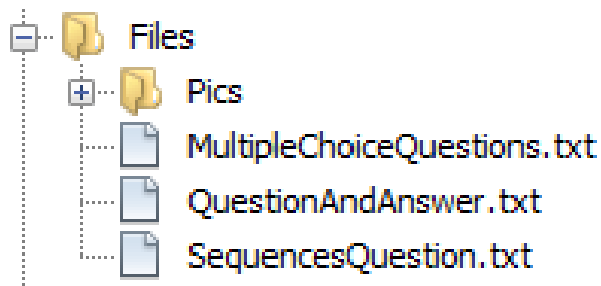 Files
Pics
MultipleChoiceQuestions.txt
QuestionAndAnswer.txt
SequencesQuestion.txt